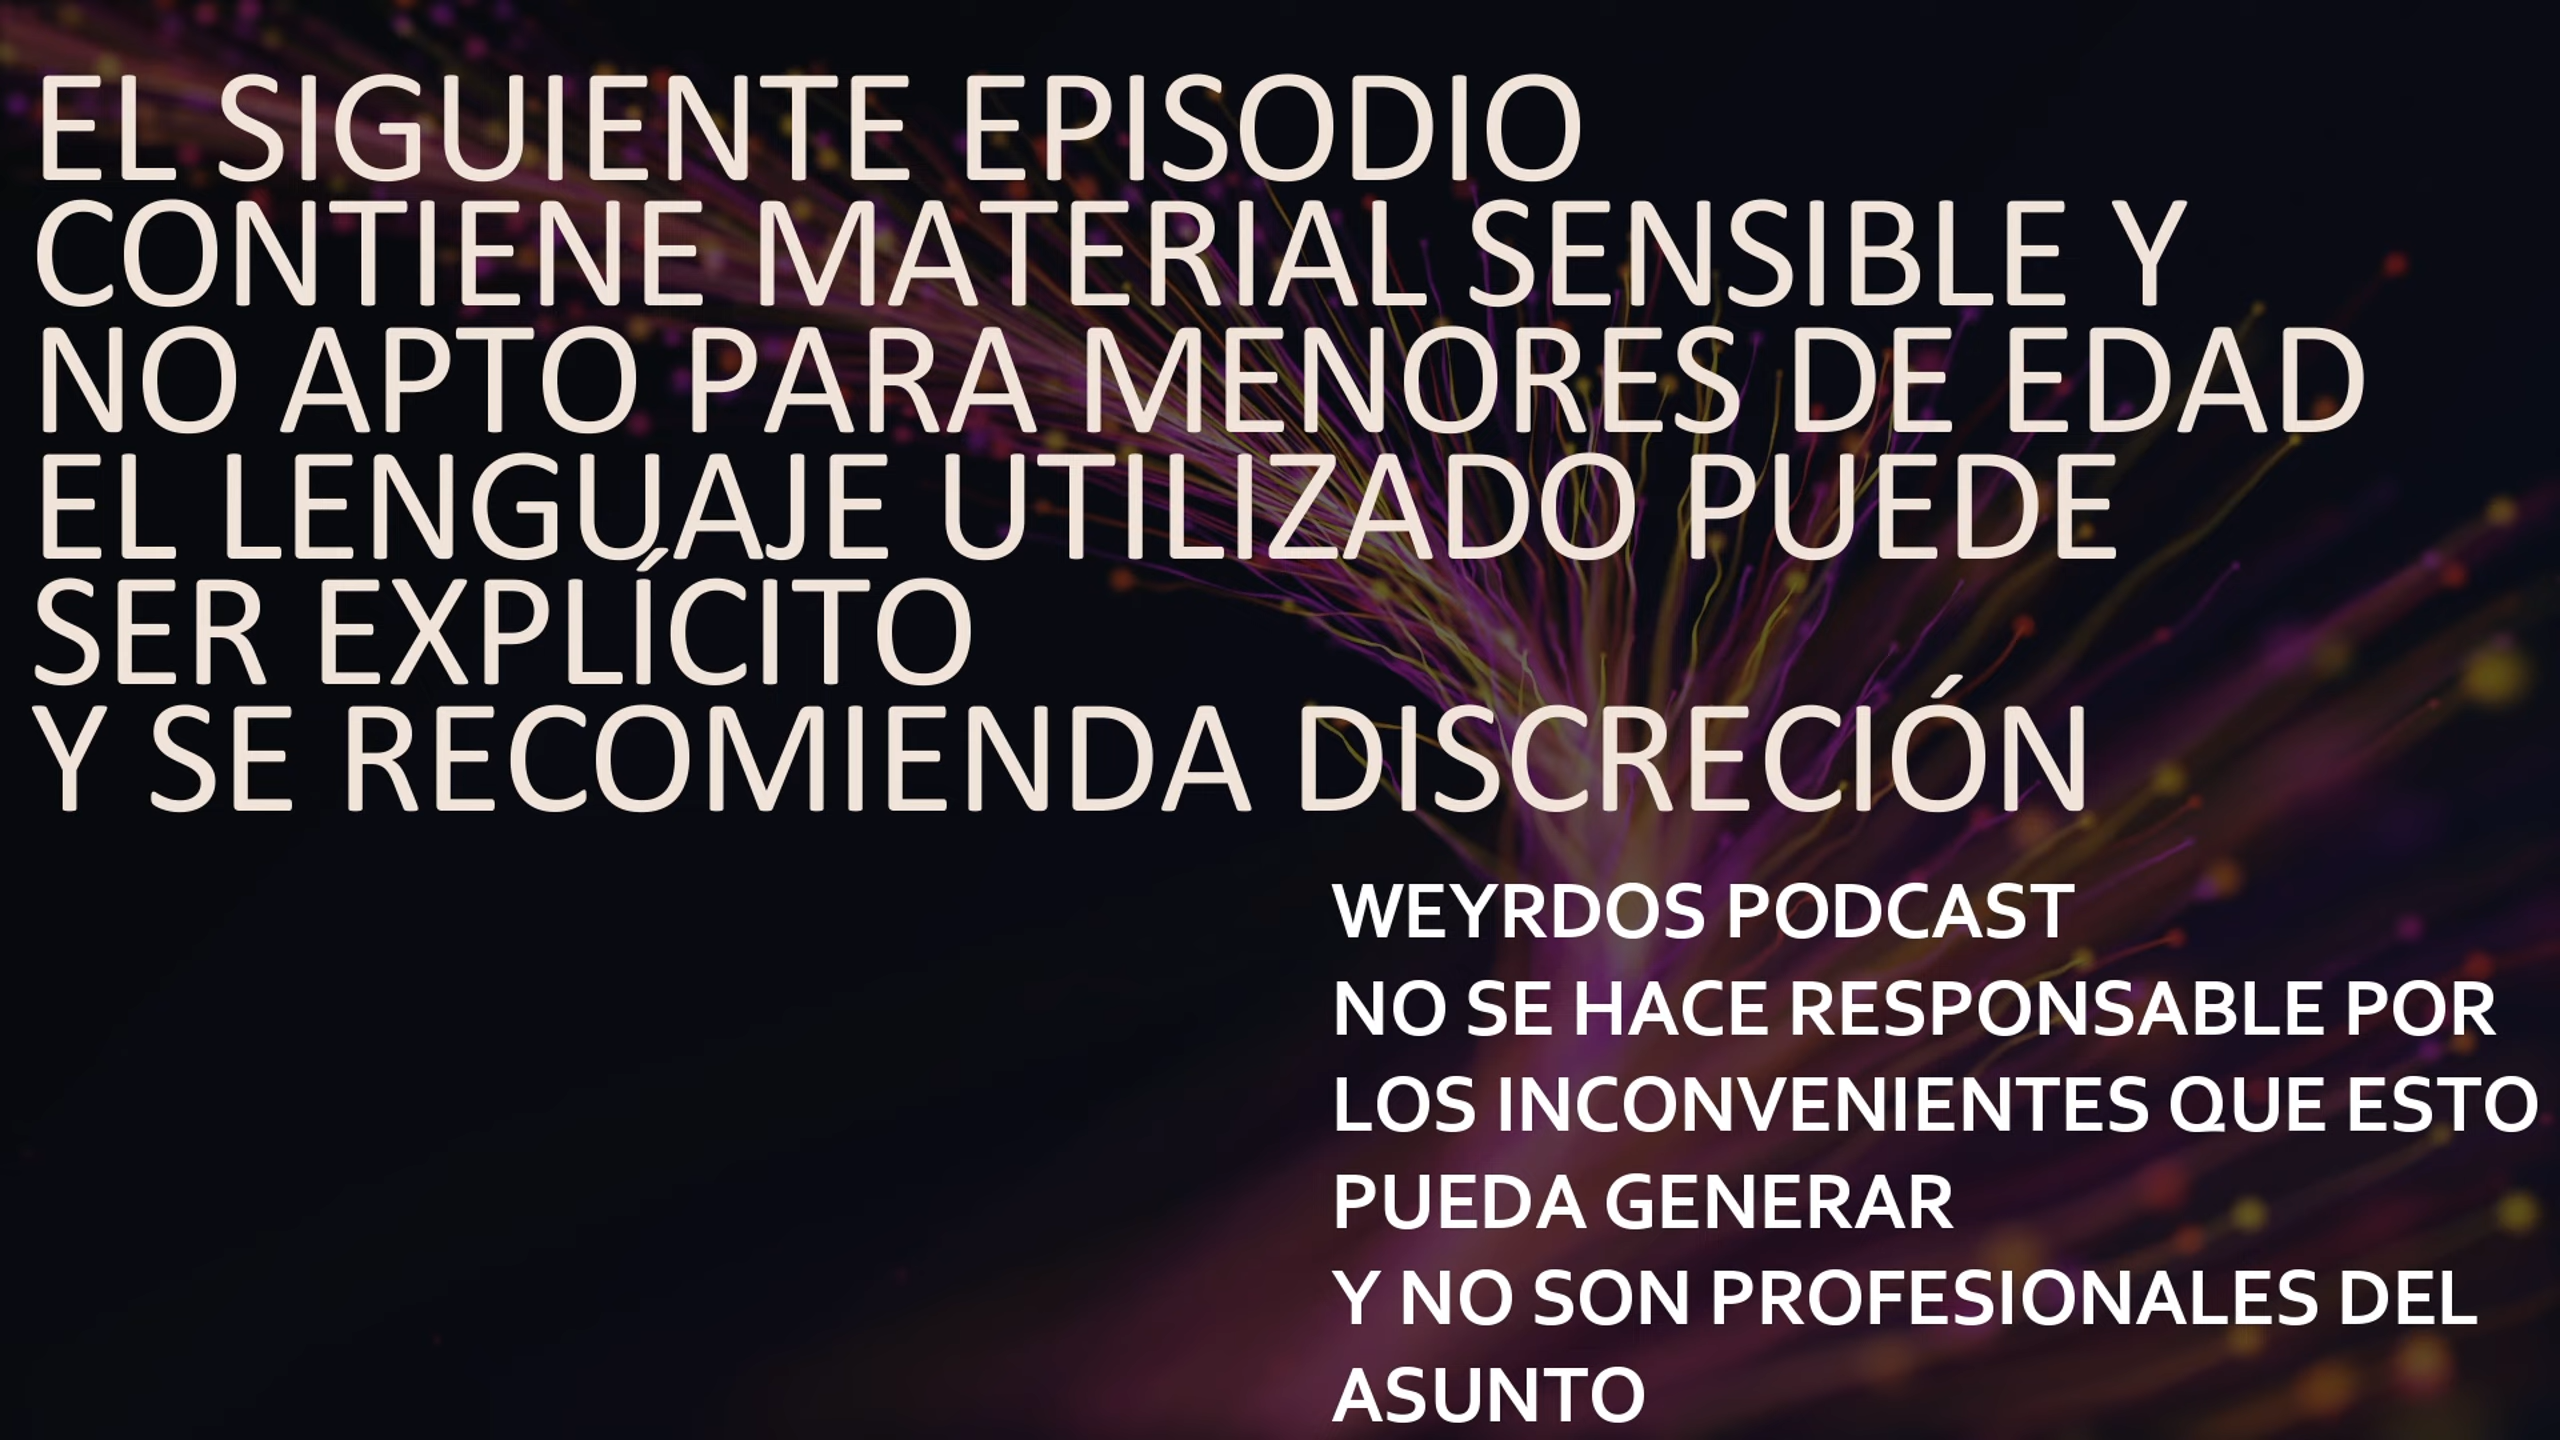 EL SIGUIENTE EPISODIO
CONTIENE MATERIAL SENSIBLE Y
NO APTO PARA MENORES DE EDAD
EL LENGUAJE UTILIZADO PUEDE
SER EXPLÍCITO
Y SE RECOMIENDA DISCRECIÓN
WEYRDOS PODCAST
NO SE HACE RESPONSABLE POR
LOS INCONVENIENTES QUE ESTO
PUEDA GENERAR
Y NO SON PROFESIONALES DEL
ASUNTO